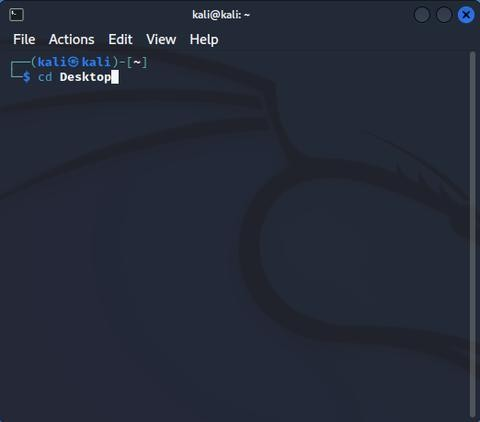 kali@kali: ~
File Actions Edit View Help
┌──(kali㉿kali)-[~]
└─$ cd Desktop